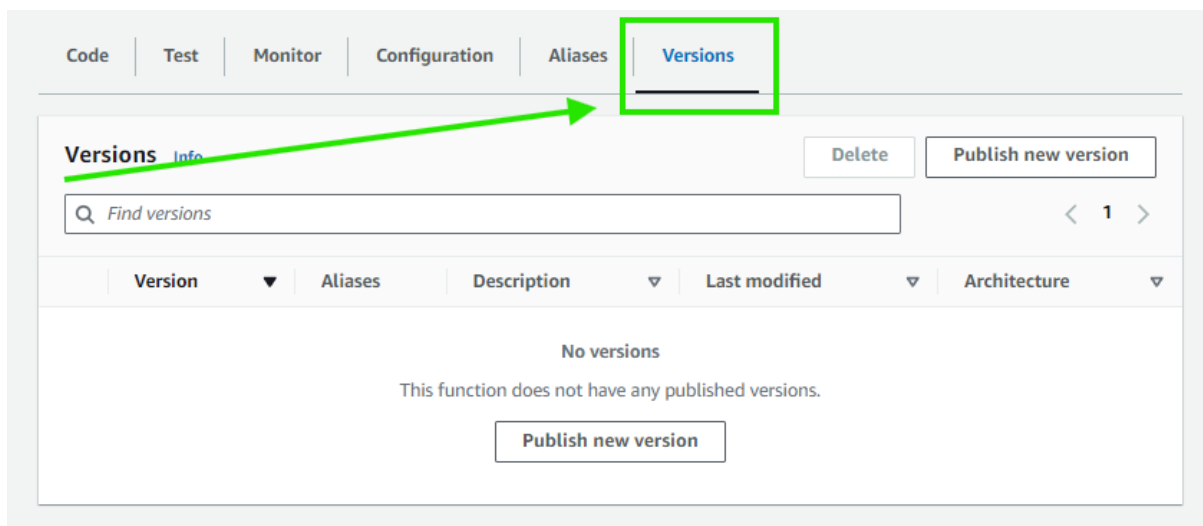 Code Test Monitor Configuration Aliases Versions
Versions Info Delete Publish new version
Find versions 1
Version Aliases Description Last modified Architecture
No versions
This function does not have any published versions.
Publish new version